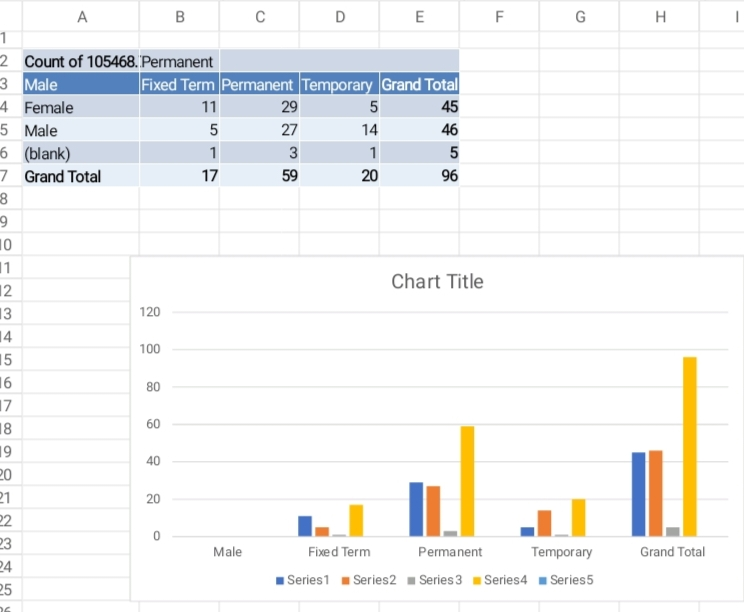 A B C D E F G H I
1
2 Count of 105468. Permanent
3 Male Fixed Term Permanent Temporary Grand Total
4 Female 11 29 5 45
5 Male 5 27 14 46
6 (blank) 1 3 1 5
7 Grand Total 17 59 20 96
8
9
10
11
Chart Title
12
13 120
14
15 100
16
17 80
18
19 60
20 40
21
22 20
23 0
Male Fixed Term Permanent Temporary Grand Total
24
Series1 Series2 Series3 Series4 Series5
25
26